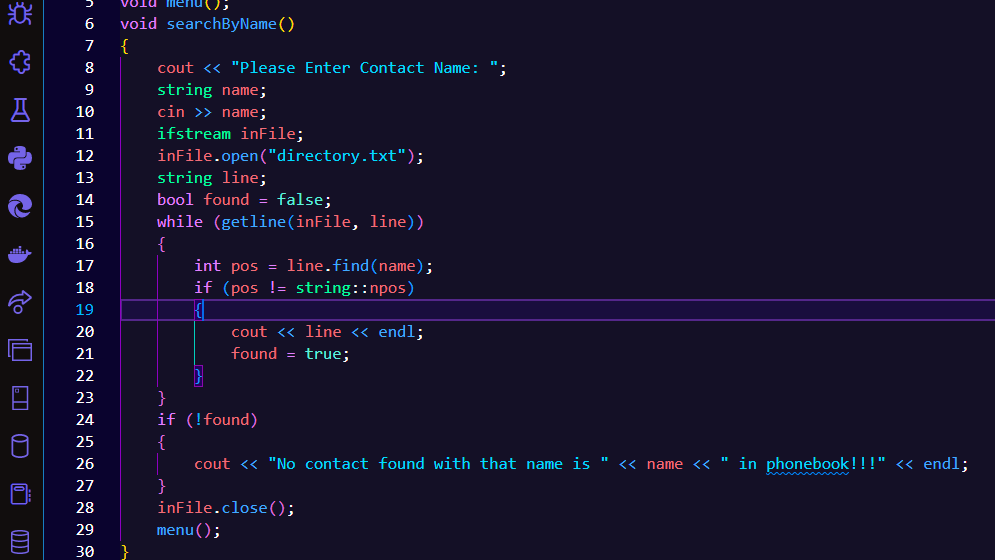 5 void menu();
6 void searchByName()
7 {
8     cout << "Please Enter Contact Name: ";
9     string name;
10     cin >> name;
11     ifstream inFile;
12     inFile.open("directory.txt");
13     string line;
14     bool found = false;
15     while (getline(inFile, line))
16     {
17         int pos = line.find(name);
18         if (pos != string::npos)
19         {
20             cout << line << endl;
21             found = true;
22         }
23     }
24     if (!found)
25     {
26         cout << "No contact found with that name is " << name << " in phonebook!!!" << endl;
27     }
28     inFile.close();
29     menu();
30 }